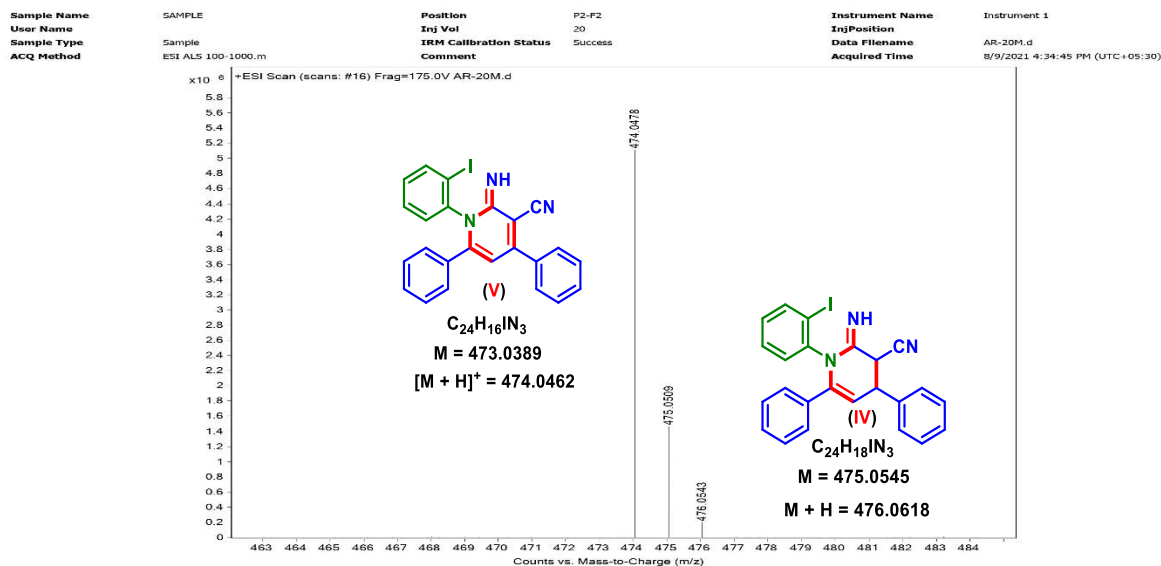 Sample Name SAMPLE Position P2-F2 Instrument Name Instrument 1
User Name Inj Vol 20 InjPosition
Sample Type Sample IRM Calibration Status Success Data Filename AR-20M.d
ACQ Method ESI ALS 100-1000.m Comment Acquired Time 8/9/2021 4:34:45 PM (UTC+05:30)
x10 6 +ESI Scan (scans: #16) Frag=175.0V AR-20M.d
5.8
5.6
5.4
5.2
5
4.8
4.6
4.4
4.2
4
3.8
3.6
3.4
3.2
3
2.8
2.6
2.4
2.2
2
1.8
1.6
1.4
1.2
1
0.8
0.6
0.4
0.2
0
474.0478
475.0509
476.0543
I
NH
N
CN
(V)
C24H16IN3
M = 473.0389
[M + H]+ = 474.0462
I
NH
N
CN
(IV)
C24H18IN3
M = 475.0545
M + H = 476.0618
463 464 465 466 467 468 469 470 471 472 473 474 475 476 477 478 479 480 481 482 483 484
Counts vs. Mass-to-Charge (m/z)